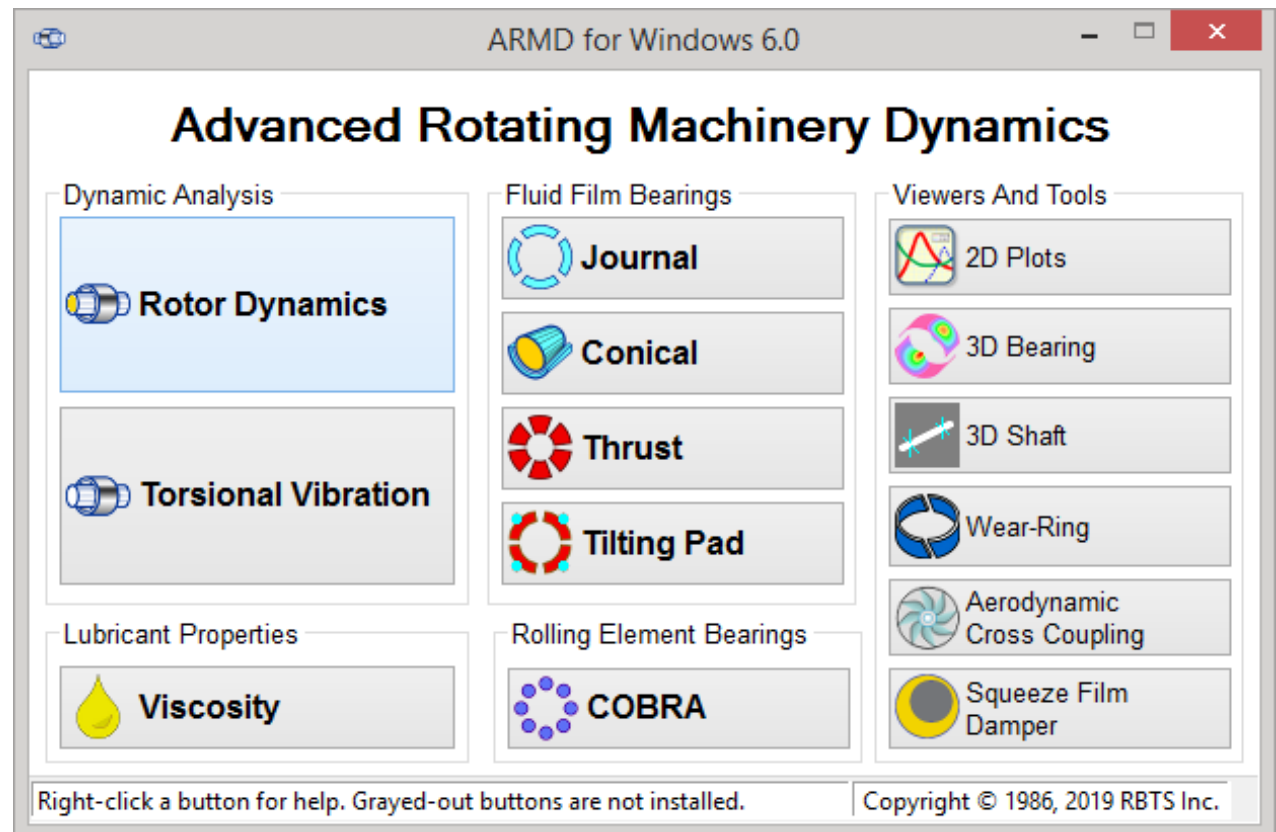 ARMD for Windows 6.0
Advanced Rotating Machinery Dynamics
Dynamic Analysis
Rotor Dynamics
Torsional Vibration
Lubricant Properties
Viscosity
Fluid Film Bearings
Journal
Conical
Thrust
Tilting Pad
Rolling Element Bearings
COBRA
Viewers And Tools
2D Plots
3D Bearing
3D Shaft
Wear-Ring
Aerodynamic
Cross Coupling
Squeeze Film
Damper
Right-click a button for help. Grayed-out buttons are not installed.
Copyright © 1986, 2019 RBTS Inc.